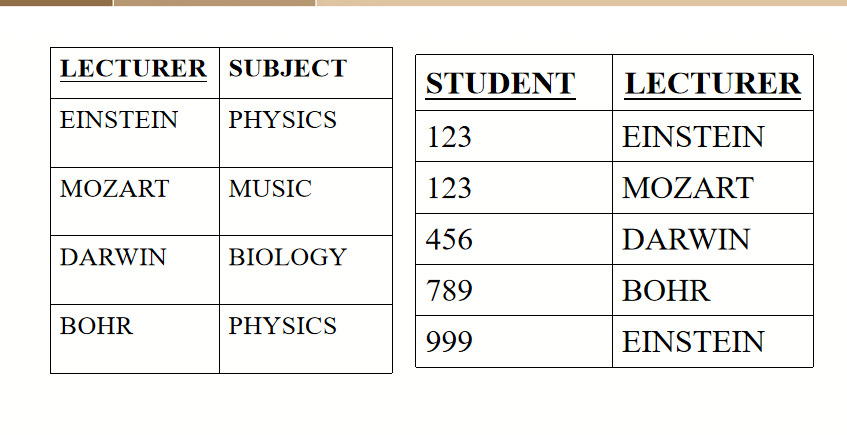 LECTURER SUBJECT
EINSTEIN PHYSICS
MOZART MUSIC
DARWIN BIOLOGY
BOHR PHYSICS
STUDENT LECTURER
123 EINSTEIN
123 MOZART
456 DARWIN
789 BOHR
999 EINSTEIN